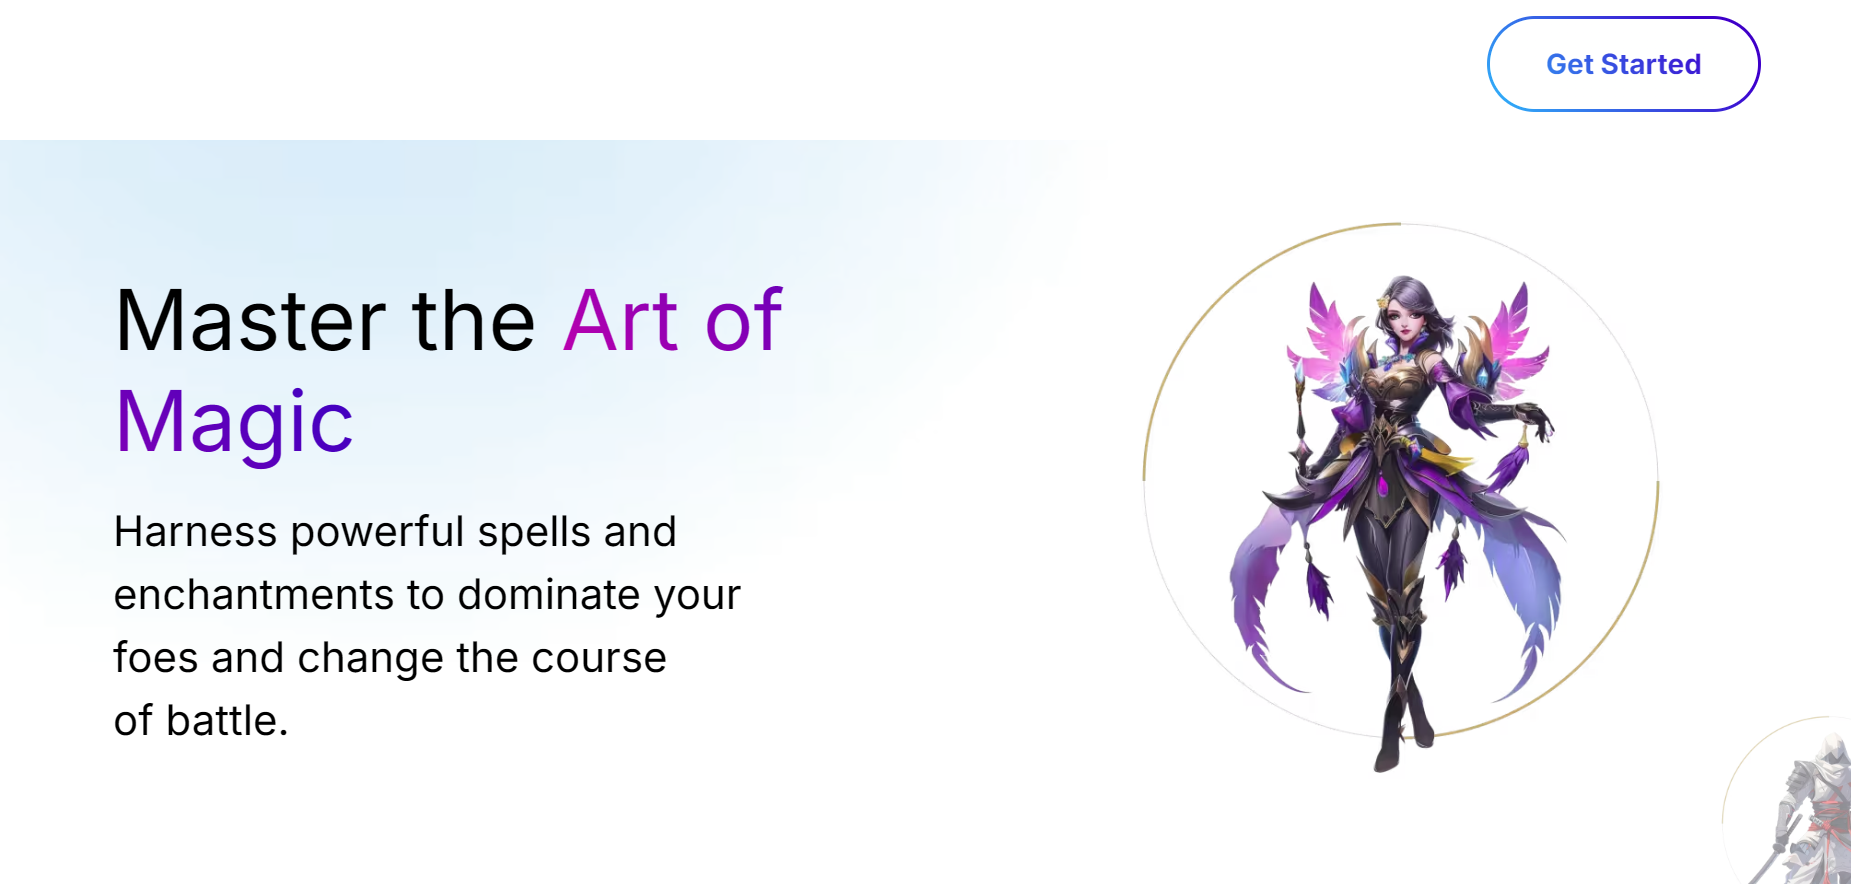 Get Started
Master the Art of
Magic
Harness powerful spells and
enchantments to dominate your
foes and change the course
of battle.